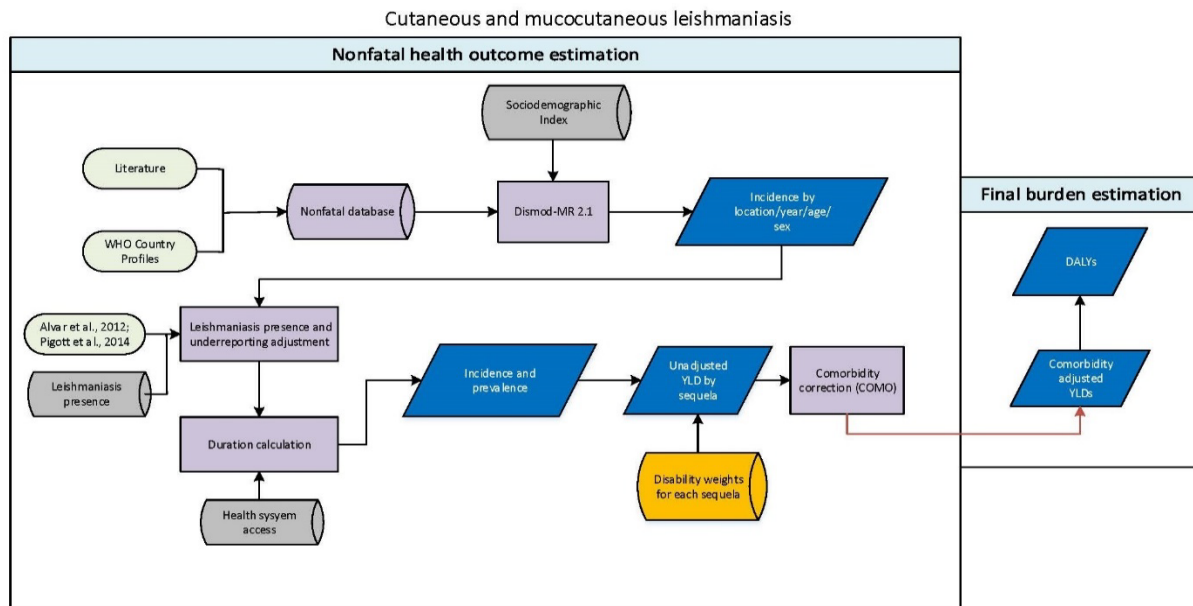 Cutaneous and mucocutaneous leishmaniasis
Nonfatal health outcome estimation
Sociodemographic
Index
Literature
Nonfatal database
Dismod-MR 2.1
Incidence by
location/year/age/
sex
WHO Country
Profiles
Final burden estimation
DALYs
Alvar et al., 2012;
Pigott et al., 2014
Leishmaniasis presence and
underreporting adjustment
Leishmaniasis
presence
Incidence and
prevalence
Unadjusted
YLD by
sequela
Comorbidity
correction (COMO)
Comorbidity
adjusted
YLDs
Duration calculation
Disability weights
for each sequela
Health sysyem
access